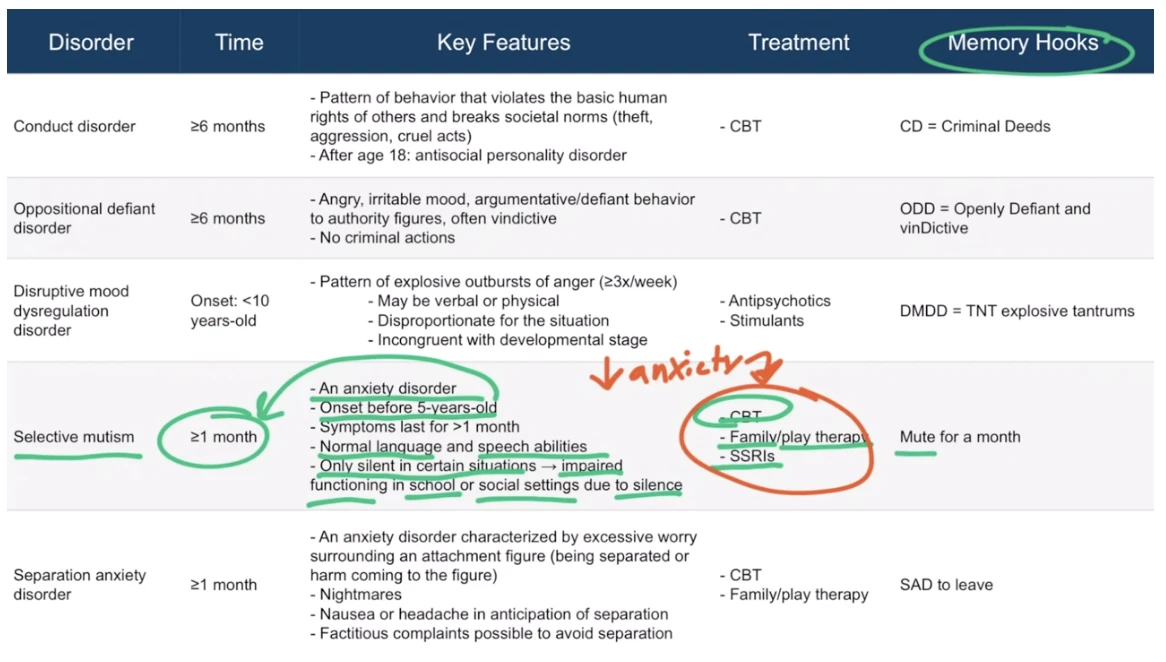 Disorder Time Key Features Treatment Memory Hooks
Conduct disorder
≥6 months
- Pattern of behavior that violates the basic human
rights of others and breaks societal norms (theft,
aggression, cruel acts)
- After age 18: antisocial personality disorder
- CBT
CD = Criminal Deeds
Oppositional defiant
disorder
≥6 months
- Angry, irritable mood, argumentative/defiant behavior
to authority figures, often vindictive
- No criminal actions
- CBT
ODD = Openly Defiant and
vinDictive
Disruptive mood
dysregulation
disorder
Onset: <10
years-old
- Pattern of explosive outbursts of anger (≥3x/week)
- May be verbal or physical
- Disproportionate for the situation
- Incongruent with developmental stage
- Antipsychotics
- Stimulants
DMDD = TNT explosive tantrums
↓ anxiety
Selective mutism
≥1 month
- An anxiety disorder
- Onset before 5-years-old
- Symptoms last for >1 month
- Normal language and speech abilities
- Only silent in certain situations → impaired
functioning in school or social settings due to silence
- CBT
- Family/play therapy
- SSRIs
Mute for a month
Separation anxiety
disorder
≥1 month
- An anxiety disorder characterized by excessive worry
surrounding an attachment figure (being separated or
harm coming to the figure)
- Nightmares
- Nausea or headache in anticipation of separation
- Factitious complaints possible to avoid separation
- CBT
- Family/play therapy
SAD to leave